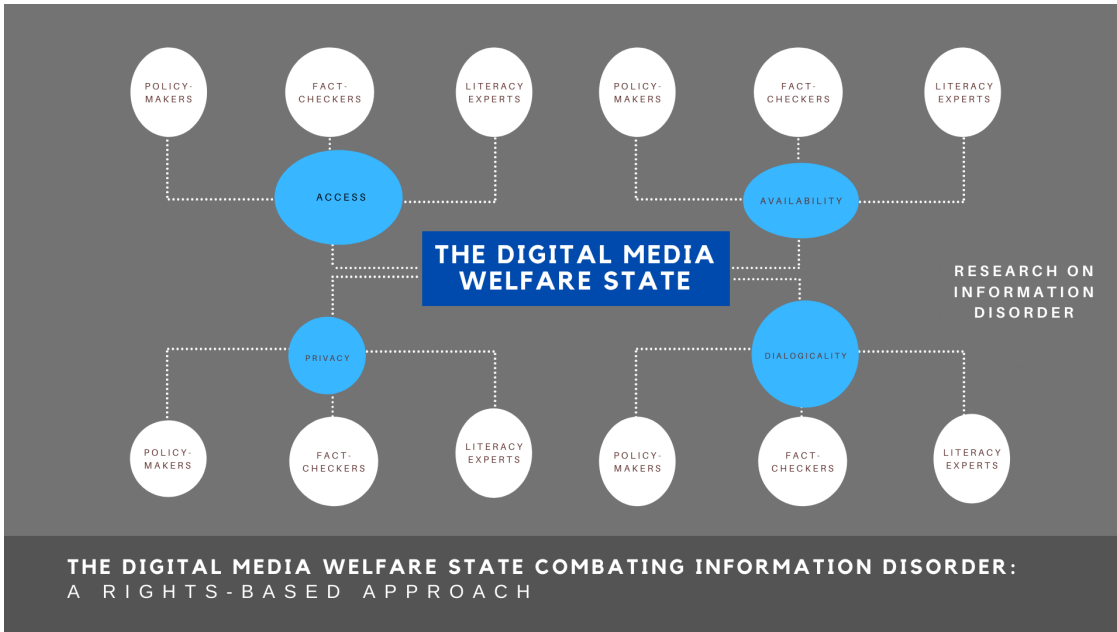 POLICY-
MAKERS
FACT-
CHECKERS
LITERACY
EXPERTS
POLICY-
MAKERS
FACT-
CHECKERS
LITERACY
EXPERTS
ACCESS
AVAILABILITY
THE DIGITAL MEDIA
WELFARE STATE
RESEARCH ON
INFORMATION
DISORDER
PRIVACY
DIALOGICALITY
POLICY-
MAKERS
FACT-
CHECKERS
LITERACY
EXPERTS
POLICY-
MAKERS
FACT-
CHECKERS
LITERACY
EXPERTS
THE DIGITAL MEDIA WELFARE STATE COMBATING INFORMATION DISORDER:
A RIGHTS-BASED APPROACH